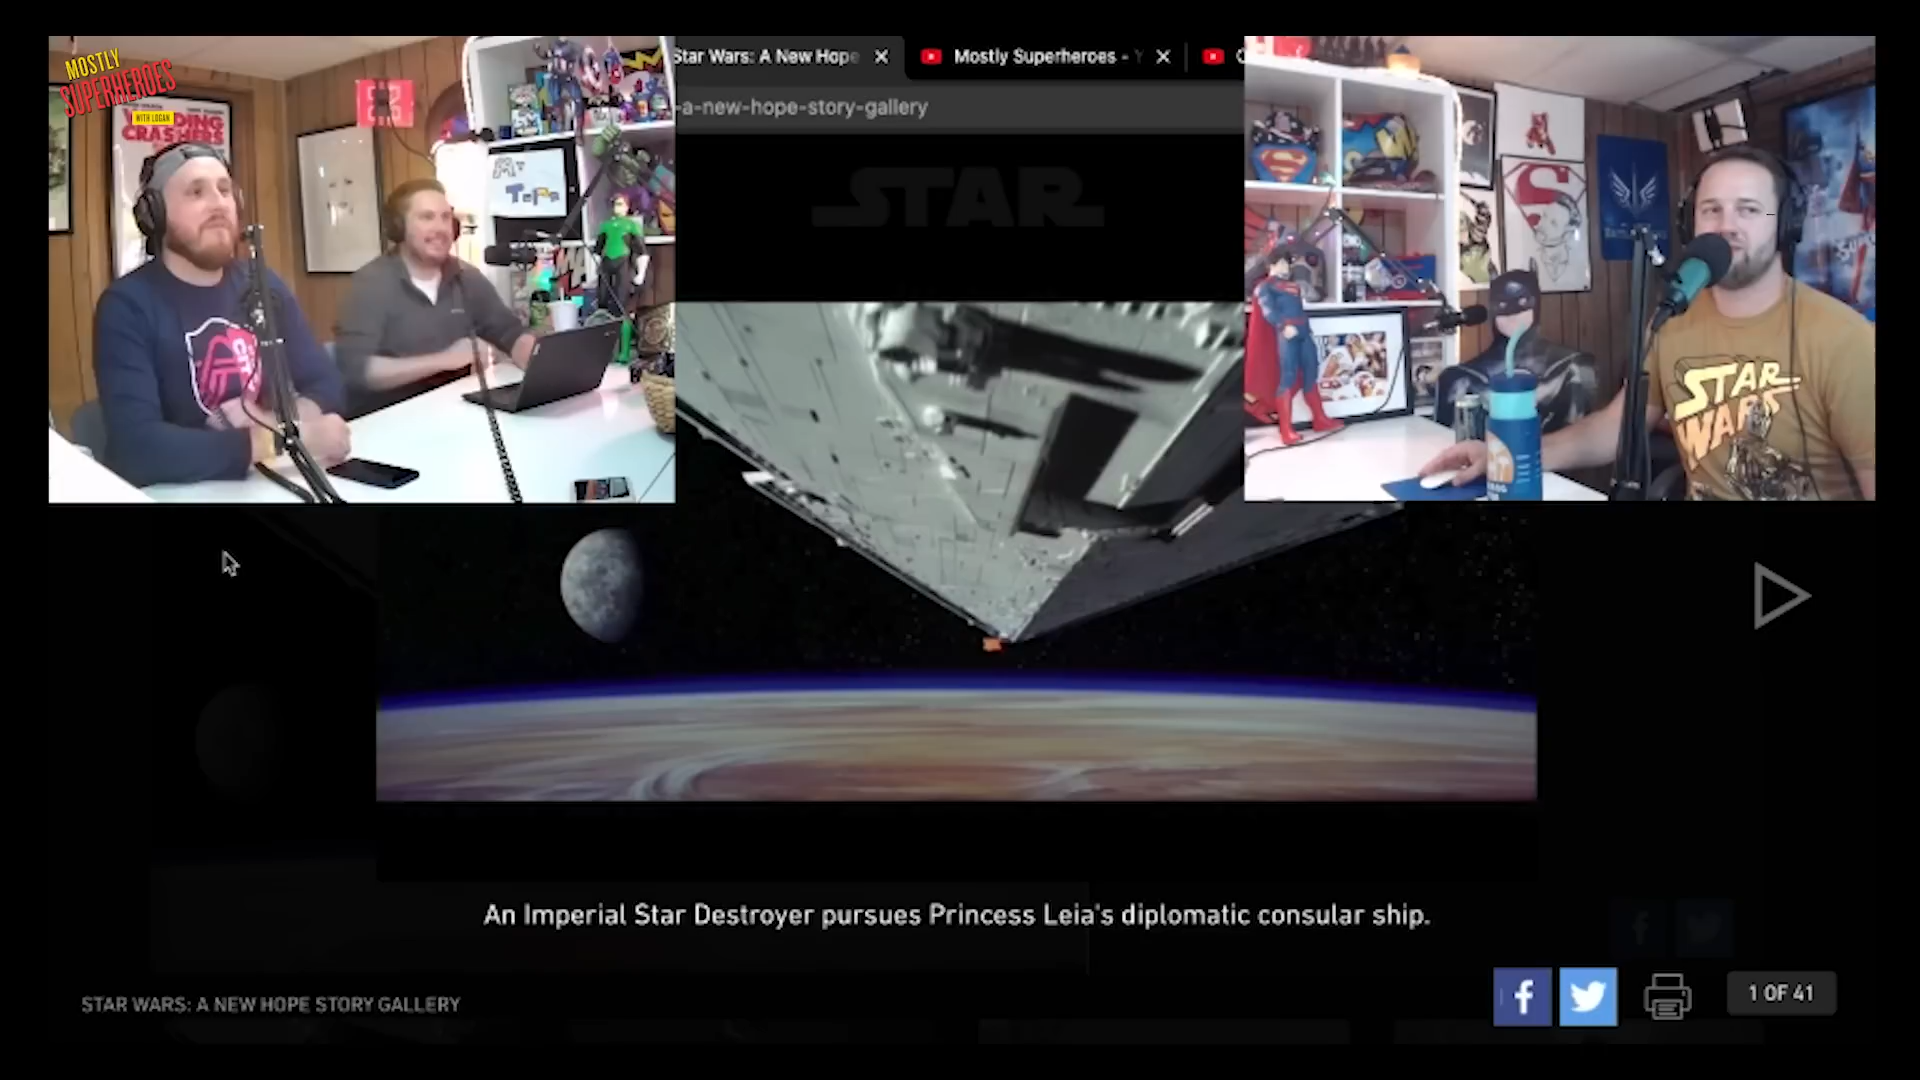 MOSTLY
SUPERHEROES
WITH LOGAN
CRASHERS
Star Wars: A New Hope
Mostly Superheroes -
-a-new-hope-story-gallery
STAR
STAR
WARS
An Imperial Star Destroyer pursues Princess Leia's diplomatic consular ship.
STAR WARS: A NEW HOPE STORY GALLERY
1 OF 41